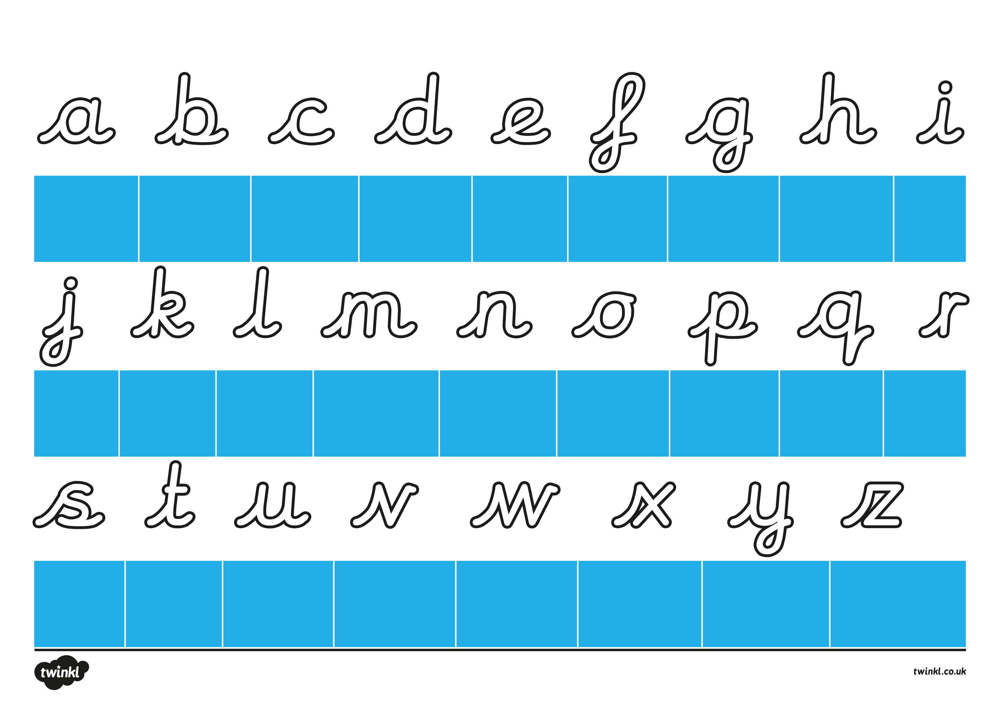 a b c d e f g h i
j k l m n o p q r
s t u v w x y z
twinkl
twinkl.co.uk